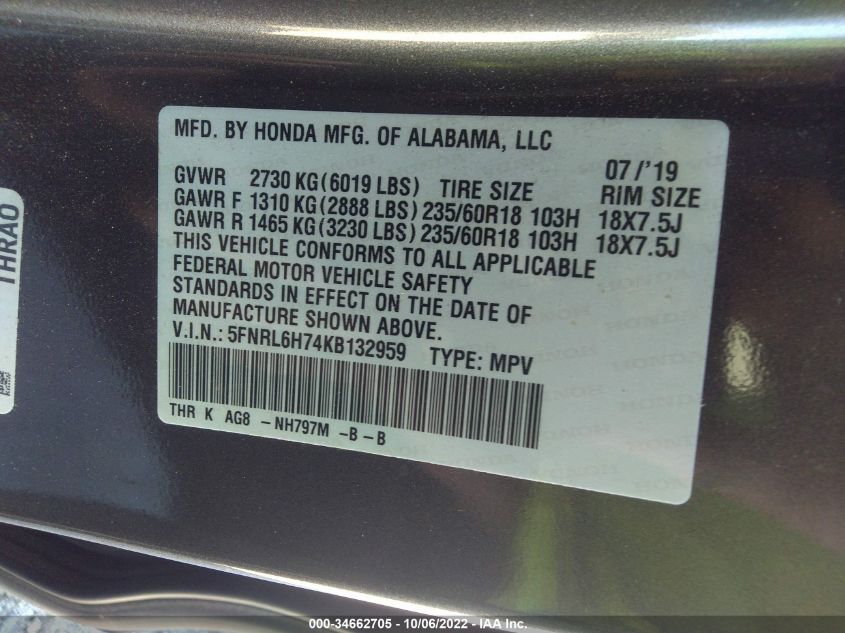 MFD. BY HONDA MFG. OF ALABAMA, LLC
07/'19
GVWR 2730 KG (6019 LBS) TIRE SIZE RIM SIZE
GAWR F 1310 KG (2888 LBS) 235/60R18 103H 18X7.5J
GAWR R 1465 KG (3230 LBS) 235/60R18 103H 18X7.5J
THIS VEHICLE CONFORMS TO ALL APPLICABLE
FEDERAL MOTOR VEHICLE SAFETY
STANDARDS IN EFFECT ON THE DATE OF
MANUFACTURE SHOWN ABOVE.
V.I.N.: 5FNRL6H74KB132959 TYPE: MPV
THR K AG8 - NH797M - B - B
THRAO
000-34662705 - 10/06/2022 - IAA Inc.